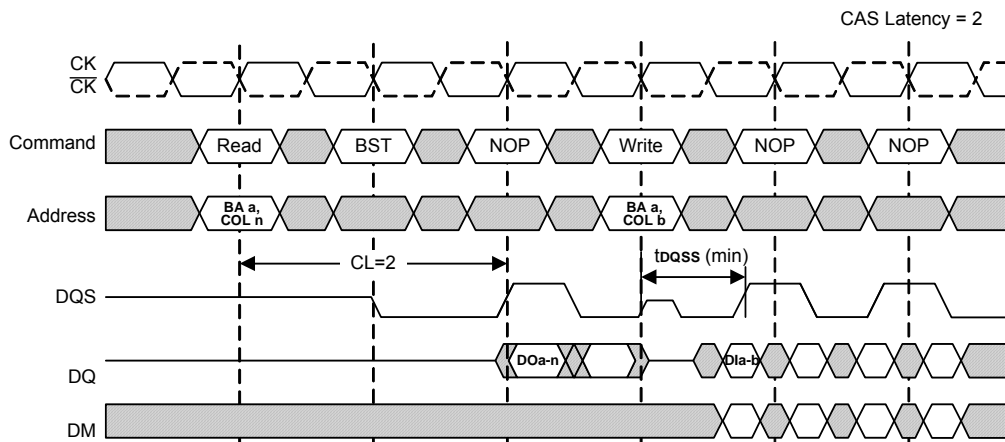 CAS Latency = 2
CK
CK
Command
Read
BST
NOP
Write
NOP
NOP
Address
BA a,
COL n
BA a,
COL b
CL=2
tDQSS (min)
DQS
DQ
DOa-n
DIa-b
DM